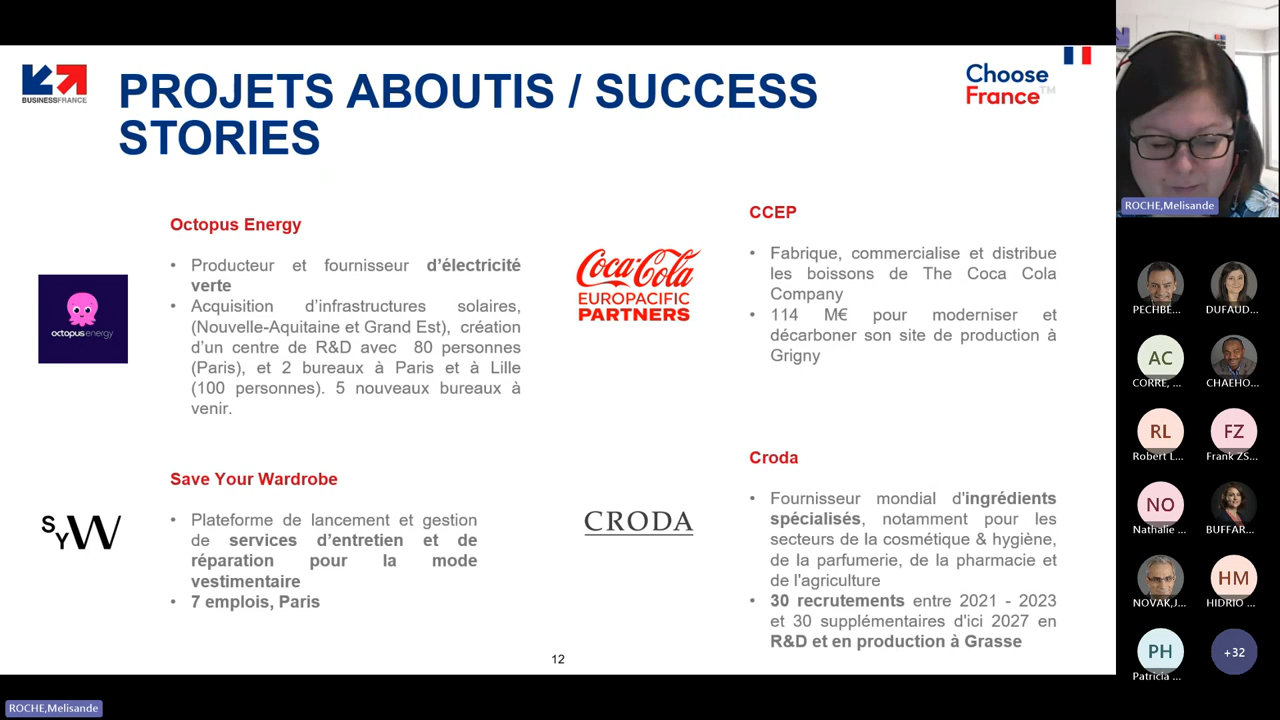 BUSINESSFRANCE
PROJETS ABOUTIS / SUCCESS
STORIES
Choose
France™
Octopus Energy
• Producteur et fournisseur d'électricité
verte
• Acquisition d'infrastructures solaires,
(Nouvelle-Aquitaine et Grand Est), création
d'un centre de R&D avec 80 personnes
(Paris), et 2 bureaux à Paris et à Lille
(100 personnes). 5 nouveaux bureaux à
venir.
octopusenergy
CCEP
• Fabrique, commercialise et distribue
les boissons de The Coca Cola
Company
• 114 M€ pour moderniser et
décarboner son site de production à
Grigny
Coca-Cola
EUROPACIFIC
PARTNERS
Save Your Wardrobe
• Plateforme de lancement et gestion
de services d'entretien et de
réparation pour la mode
vestimentaire
• 7 emplois, Paris
SYW
Croda
• Fournisseur mondial d'ingrédients
spécialisés, notamment pour les
secteurs de la cosmétique & hygiène,
de la parfumerie, de la pharmacie et
de l'agriculture
• 30 recrutements entre 2021 - 2023
et 30 supplémentaires d'ici 2027 en
R&D et en production à Grasse
CRODA
12
ROCHE,Melisande
PECHBE...
DUFAUD...
AC
CORRE, ...
CHAEHO...
RL
Robert L...
FZ
Frank ZS...
NO
Nathalie ...
BUFFAR...
NOVAK,J...
HM
HIDRIO ...
PH
Patricia ...
+32
ROCHE,Melisande